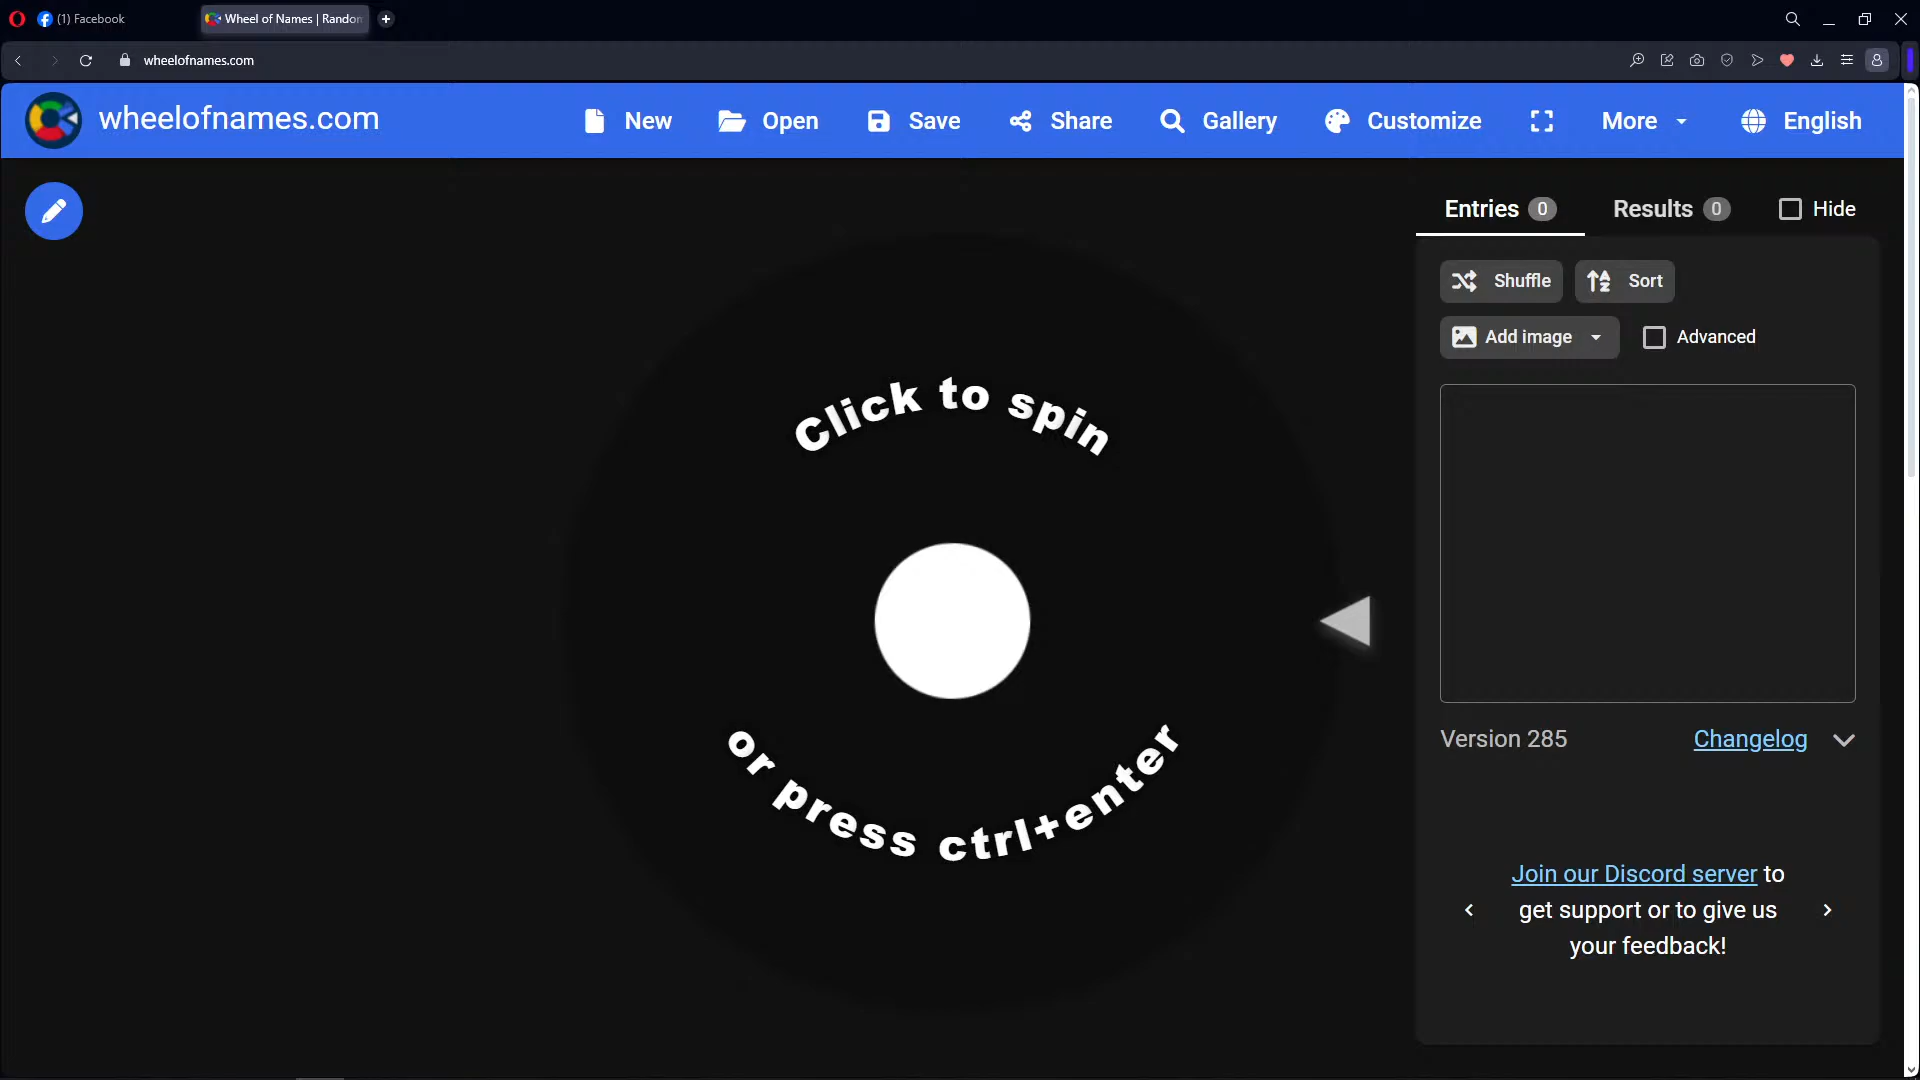 (1) Facebook
Wheel of Names | Random
wheelofnames.com
wheelofnames.com
New
Open
Save
Share
Gallery
Customize
More
English
Entries 0
Results 0
Hide
Shuffle
Sort
Add image
Advanced
Click to spin
or press ctrl+enter
Version 285
Changelog
Join our Discord server to
get support or to give us
your feedback!